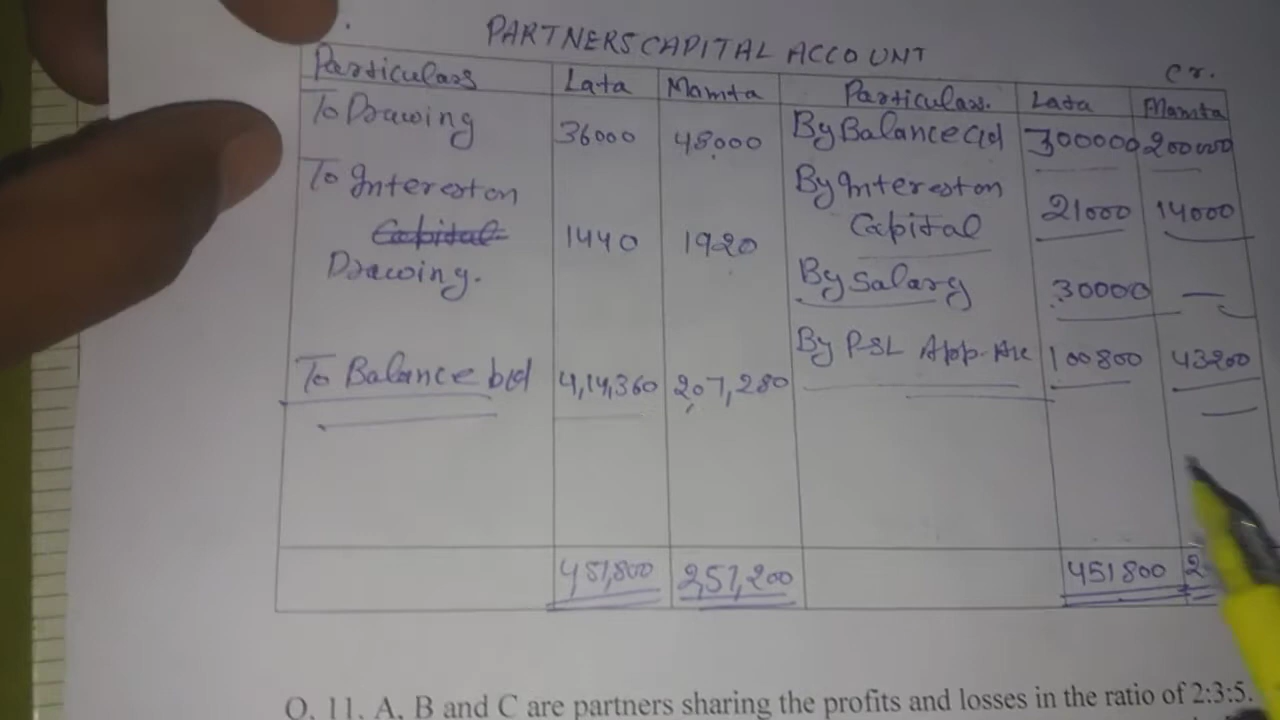 PARTNERS CAPITAL ACCOUNT
Cr.
Particulars Lata Mamta Particulars. Lata Mamta
To Drawing 36000 48000 By Balance c/d 300000 200000
To Interest on Capital Drawing. 1440 1920 By Interest on Capital 21000 14000
By Salary 30000 —
By P&L App. A/c 100800 43200
To Balance b/d 4,14,360 207,280
451,800 2,57,200 451800 2
Q. 11. A, B and C are partners sharing the profits and losses in the ratio of 2:3:5.